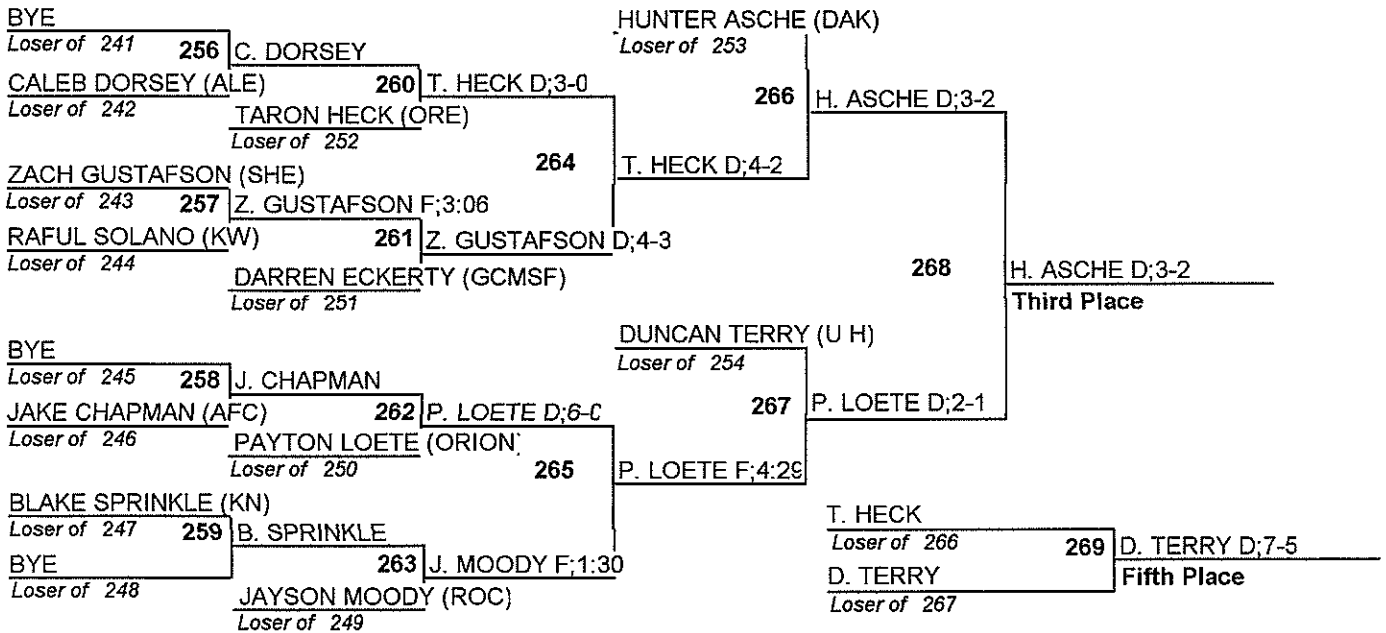 BYE
Loser of 241
256
C. DORSEY
CALEB DORSEY (ALE)
Loser of 242
260
T. HECK D;3-0
TARON HECK (ORE)
Loser of 252
ZACH GUSTAFSON (SHE)
Loser of 243
257
Z. GUSTAFSON F;3:06
RAFUL SOLANO (KW)
Loser of 244
261
Z. GUSTAFSON D;4-3
DARREN ECKERTY (GCMSF)
Loser of 251
264
T. HECK D;4-2
HUNTER ASCHE (DAK)
Loser of 253
266
H. ASCHE D;3-2
BYE
Loser of 245
258
J. CHAPMAN
JAKE CHAPMAN (AFC)
Loser of 246
262
P. LOETE D;6-0
PAYTON LOETE (ORION)
Loser of 250
265
P. LOETE F;4:29
BLAKE SPRINKLE (KN)
Loser of 247
259
B. SPRINKLE
BYE
Loser of 248
263
J. MOODY F;1:30
JAYSON MOODY (ROC)
Loser of 249
DUNCAN TERRY (U H)
Loser of 254
267
P. LOETE D;2-1
268
H. ASCHE D;3-2
Third Place
T. HECK
Loser of 266
269
D. TERRY D;7-5
D. TERRY
Loser of 267
Fifth Place